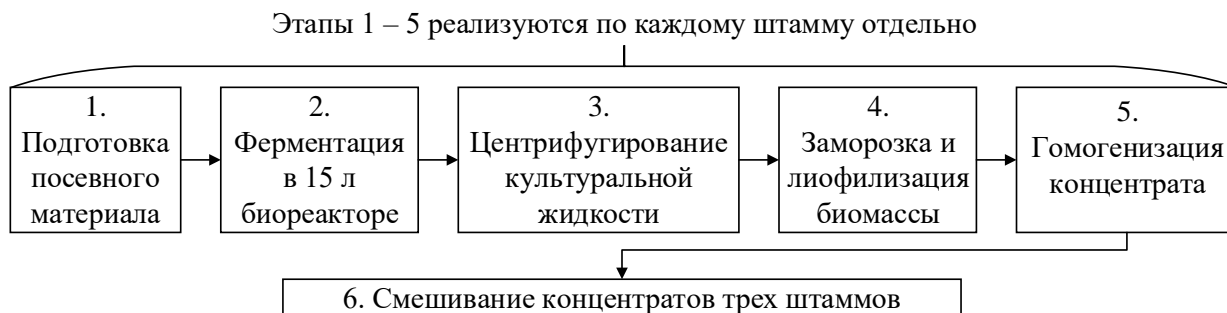 Этапы 1 – 5 реализуются по каждому штамму отдельно
1.
Подготовка
посевного
материала
2.
Ферментация
в 15 л
биореакторе
3.
Центрифугирование
культуральной
жидкости
4.
Заморозка и
лиофилизация
биомассы
5.
Гомогенизация
концентрата
6. Смешивание концентратов трех штаммов